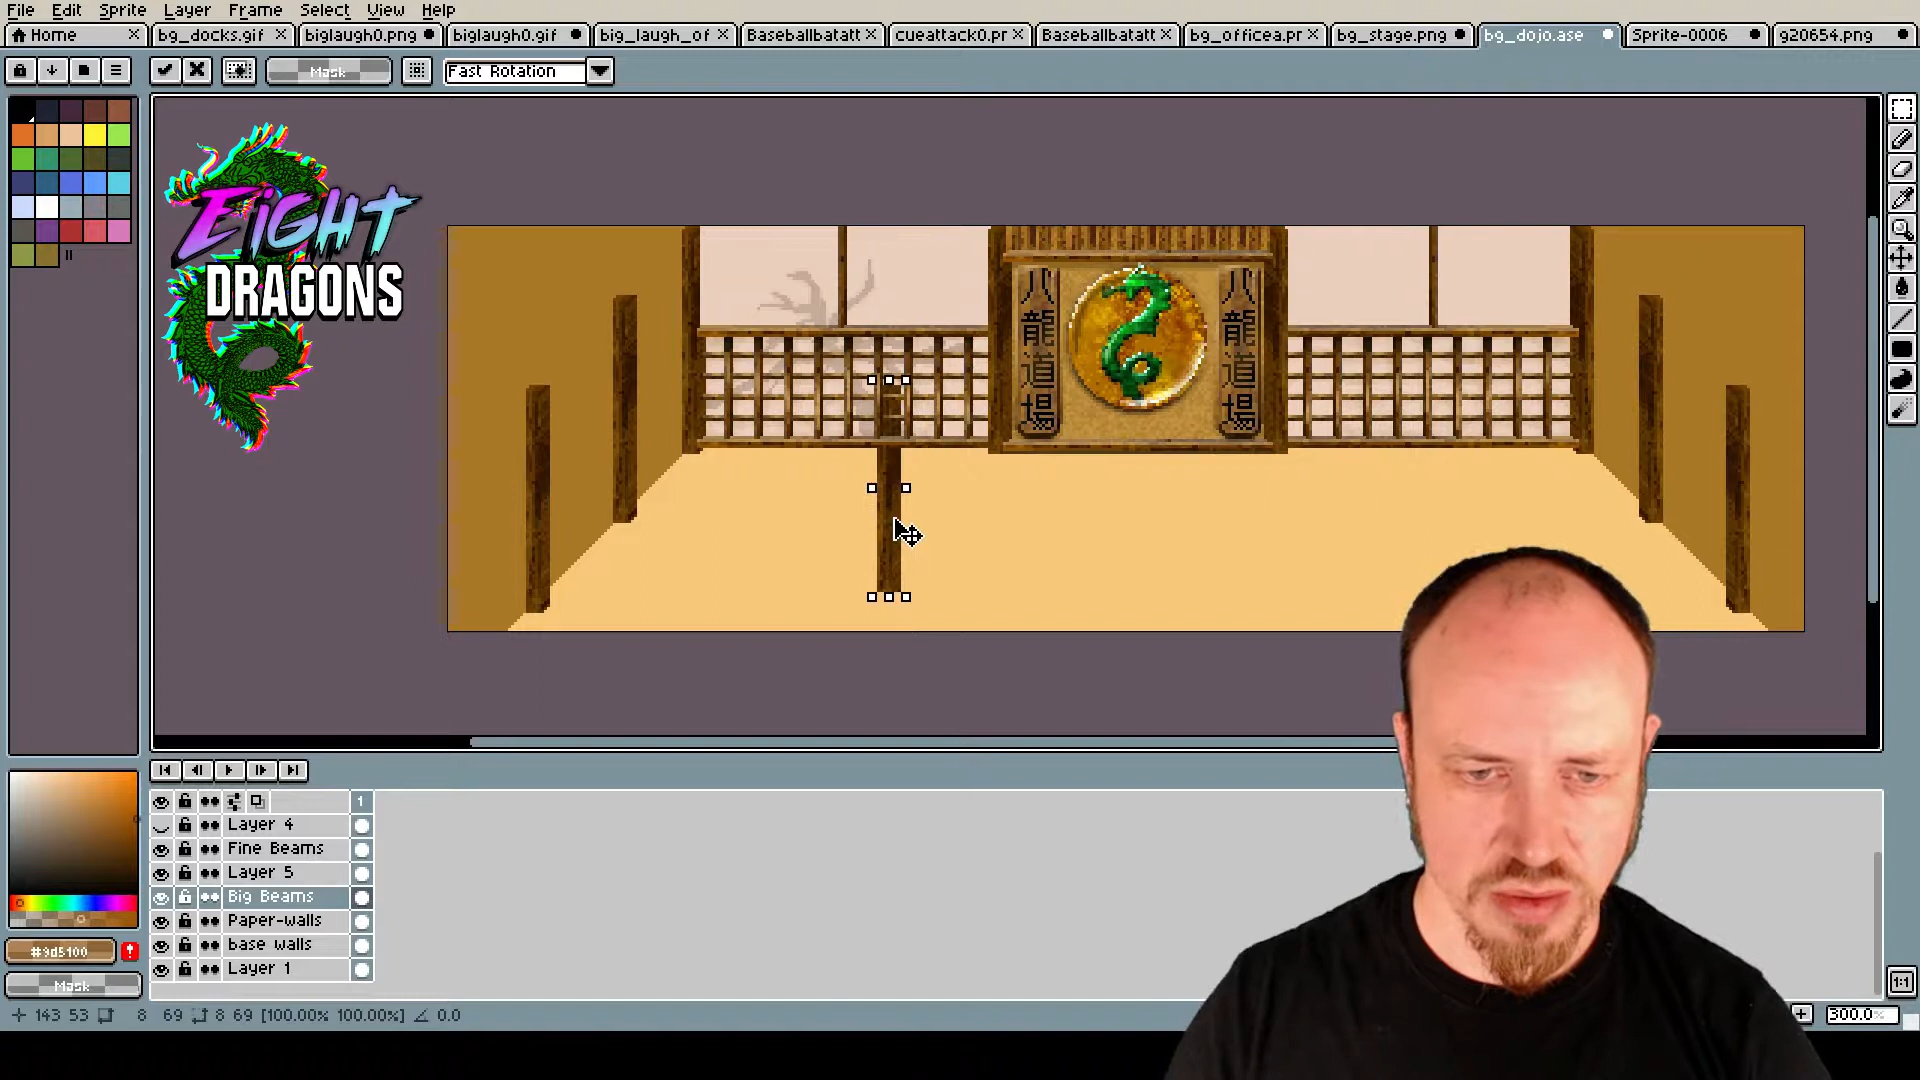 File Edit Sprite Layer Frame Select View Help
Home bg_docks.gif biglaugh0.png biglaugh0.gif big_laugh_of Baseballbatatt cueattack0.pr Baseballbatatt bg_officea.pr bg_stage.png bg_dojo.ase Sprite-0006 g20654.png
Mask Fast Rotation
EIGHT
DRAGONS
八龍道場
八龍道場
1
Layer 4
Fine Beams
Layer 5
Big Beams
Paper-walls
base walls
Layer 1
#9d5100
Mask
143 53 8 69 8 69 [100.00% 100.00%] 0.0
1:1
300.0%